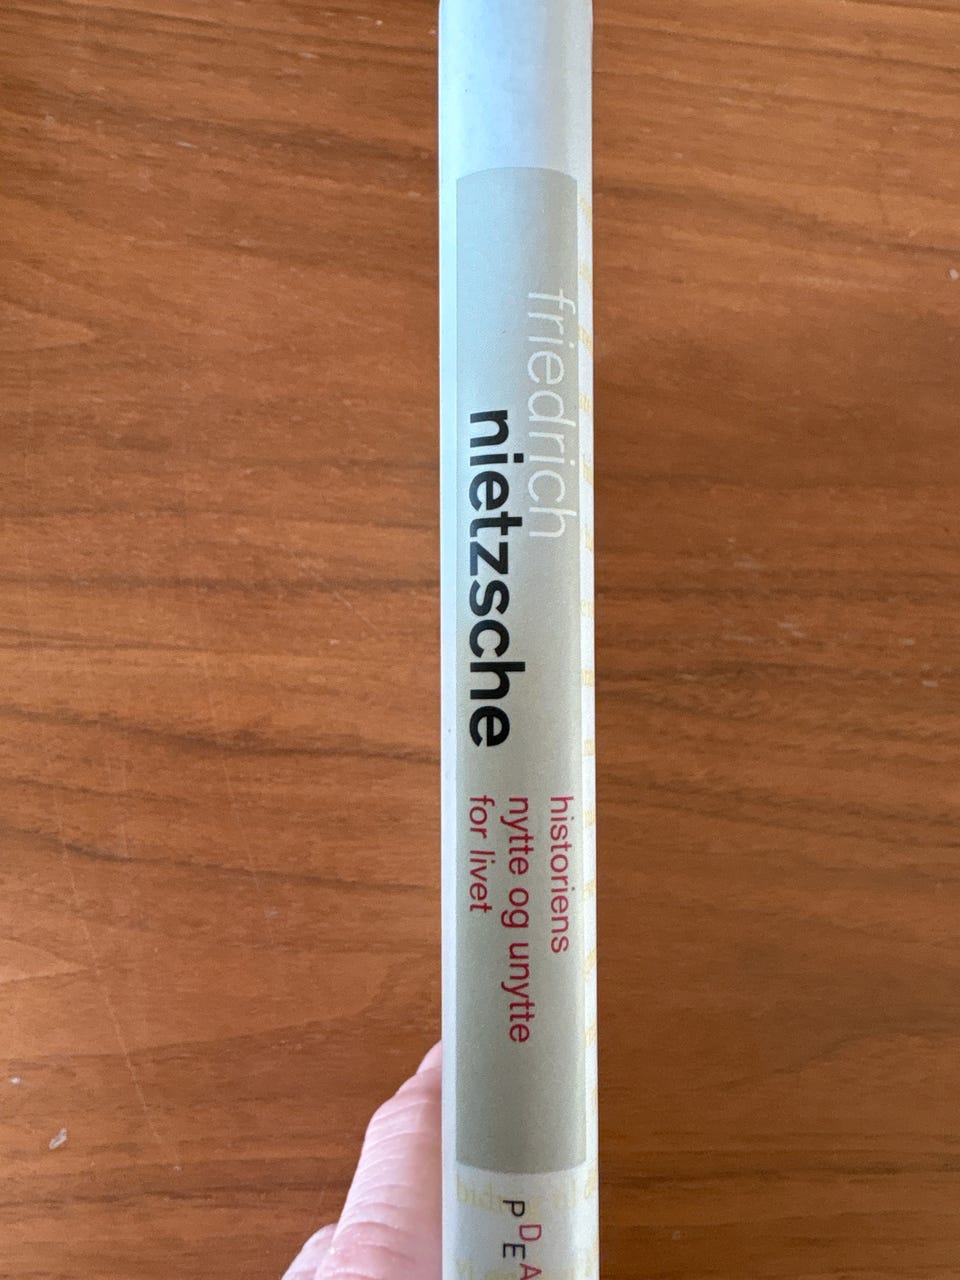 friedrich
nietzsche
historiens
nytte og unytte
for livet
D A
P E